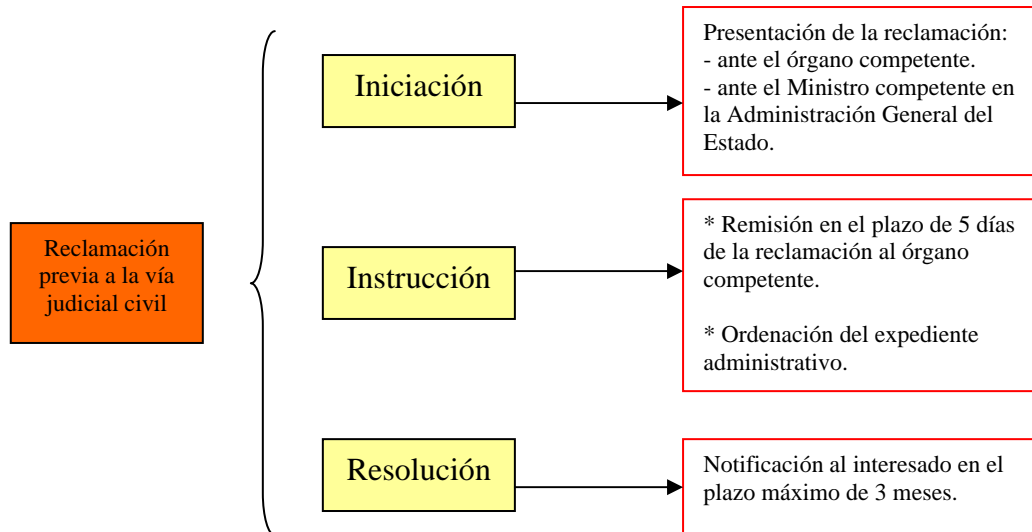 Reclamación
previa a la vía
judicial civil
Iniciación
Presentación de la reclamación:
- ante el órgano competente.
- ante el Ministro competente en
la Administración General del
Estado.
Instrucción
* Remisión en el plazo de 5 días
de la reclamación al órgano
competente.
* Ordenación del expediente
administrativo.
Resolución
Notificación al interesado en el
plazo máximo de 3 meses.